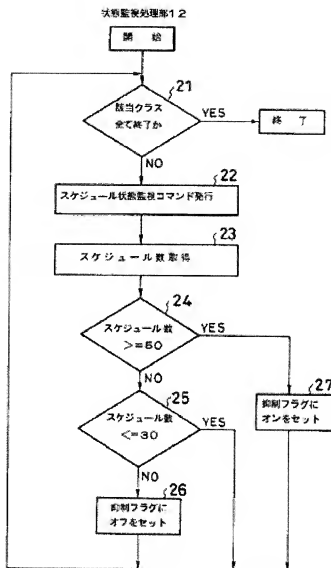 状態監視処理部12
開始
21
該当クラス
全て終了か
YES
終了
NO
22
スケジュール状態監視コマンド発行
23
スケジュール数取得
24
スケジュール数
>=50
YES
NO
25
スケジュール数
<=30
YES
27
抑制フラグに
オンをセット
NO
26
抑制フラグに
オフをセット